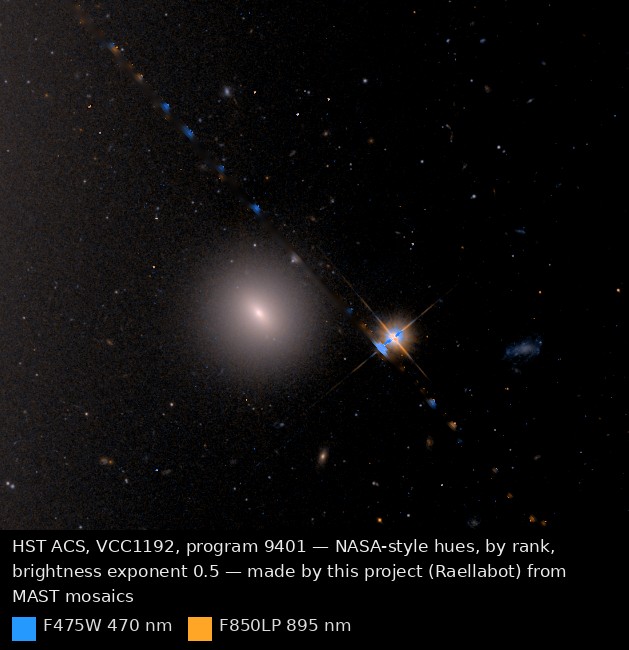 HST ACS, VCC1192, program 9401 — NASA-style hues, by rank,
brightness exponent 0.5 — made by this project (Raellabot) from
MAST mosaics
F475W 470 nm F850LP 895 nm